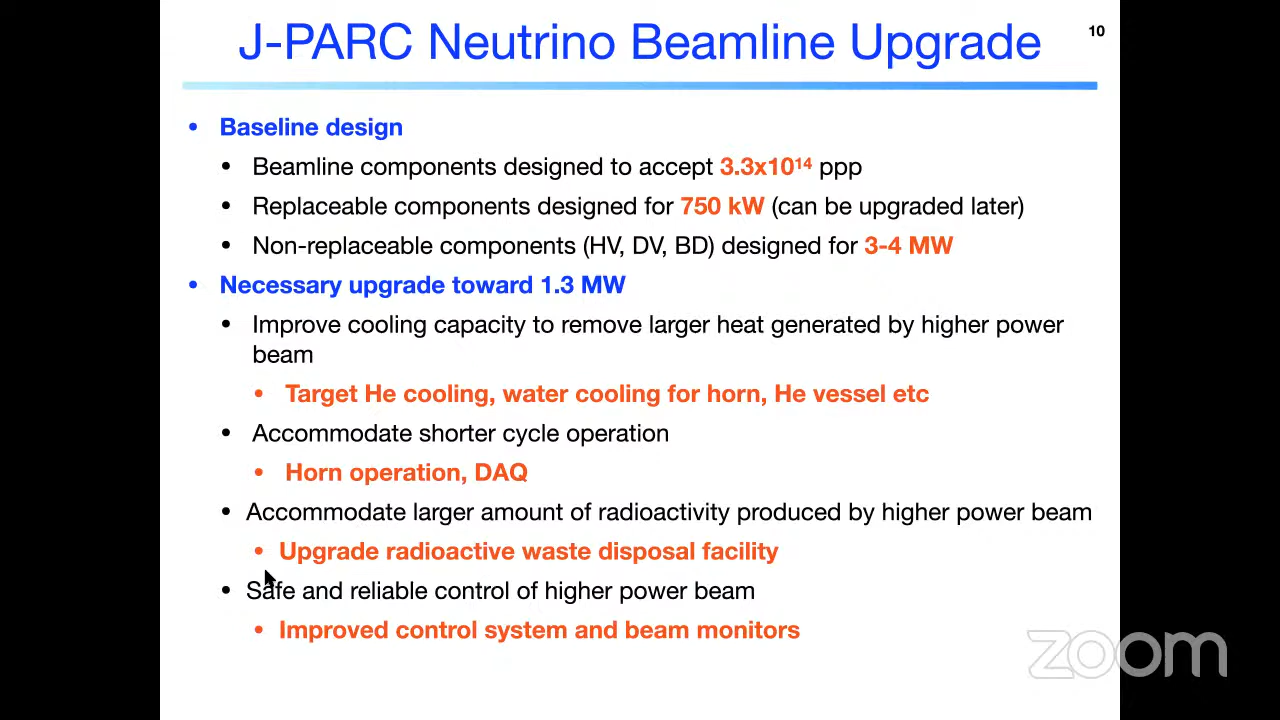 J-PARC Neutrino Beamline Upgrade
10
• Baseline design
• Beamline components designed to accept 3.3x10¹⁴ ppp
• Replaceable components designed for 750 kW (can be upgraded later)
• Non-replaceable components (HV, DV, BD) designed for 3-4 MW
• Necessary upgrade toward 1.3 MW
• Improve cooling capacity to remove larger heat generated by higher power
beam
• Target He cooling, water cooling for horn, He vessel etc
• Accommodate shorter cycle operation
• Horn operation, DAQ
• Accommodate larger amount of radioactivity produced by higher power beam
• Upgrade radioactive waste disposal facility
• Safe and reliable control of higher power beam
• Improved control system and beam monitors
zoom